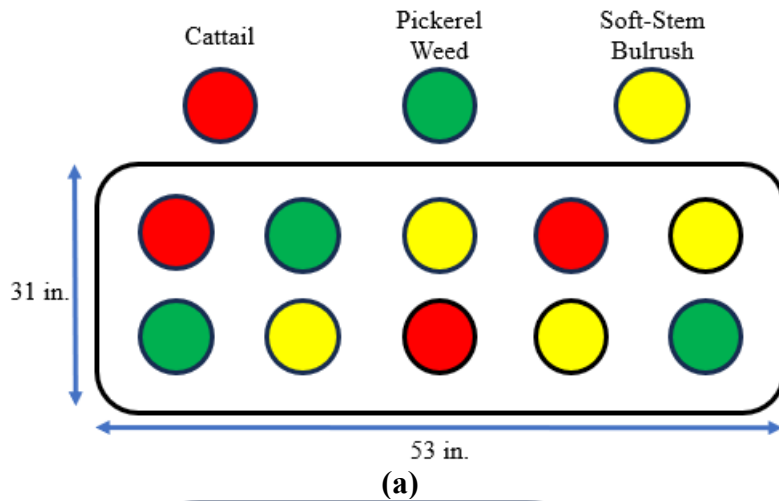 Cattail
Pickerel
Weed
Soft-Stem
Bulrush
31 in.
53 in.
(a)